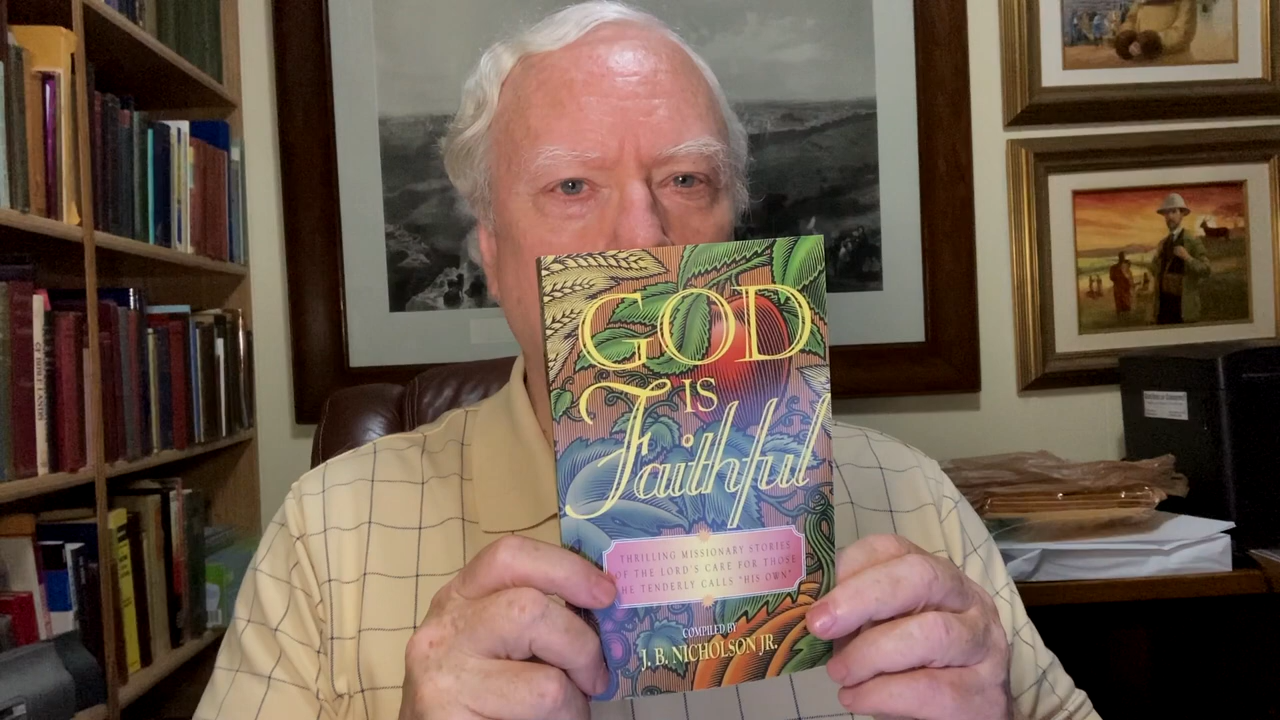 GOD
IS
Faithful
THRILLING MISSIONARY STORIES
OF THE LORD'S CARE FOR THOSE
HE TENDERLY CALLS "HIS OWN"
COMPILED BY
J. B. NICHOLSON JR.